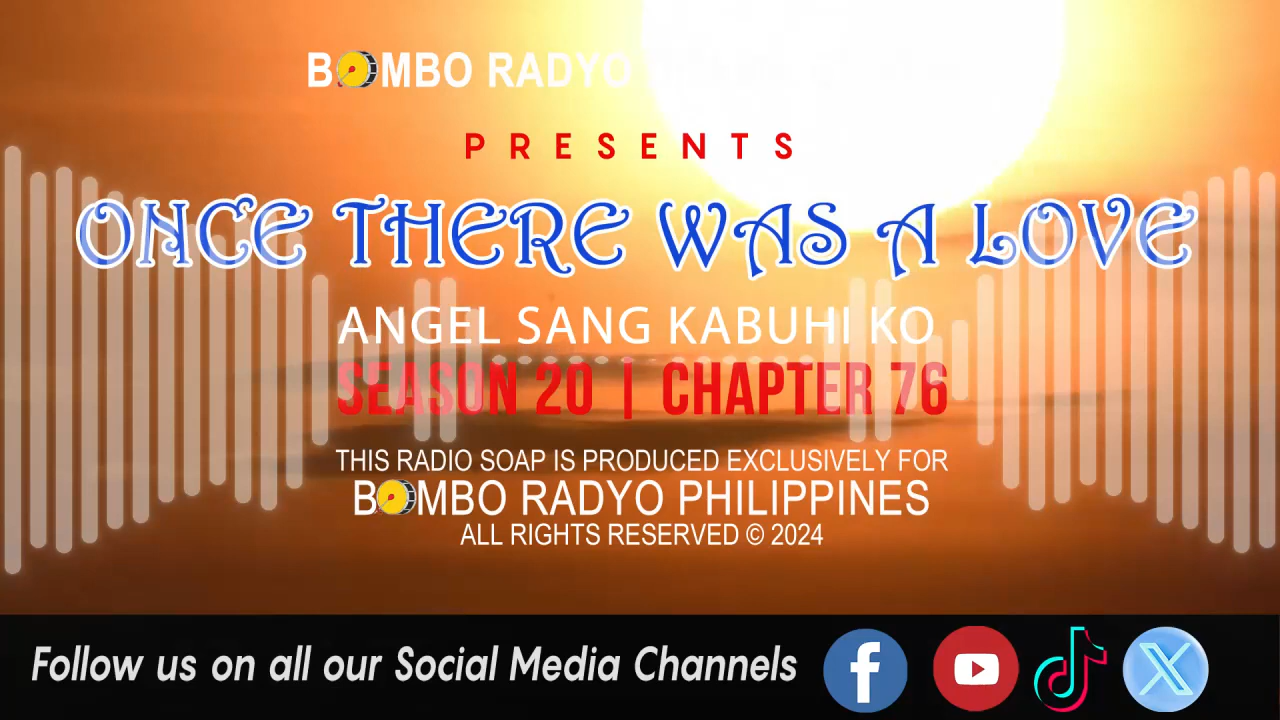 BOMBO RADYO
PRESENTS
ONCE THERE WAS A LOVE
ANGEL SANG KABUHI KO
SEASON 20 | CHAPTER 76
THIS RADIO SOAP IS PRODUCED EXCLUSIVELY FOR
BOMBO RADYO PHILIPPINES
ALL RIGHTS RESERVED © 2024
Follow us on all our Social Media Channels